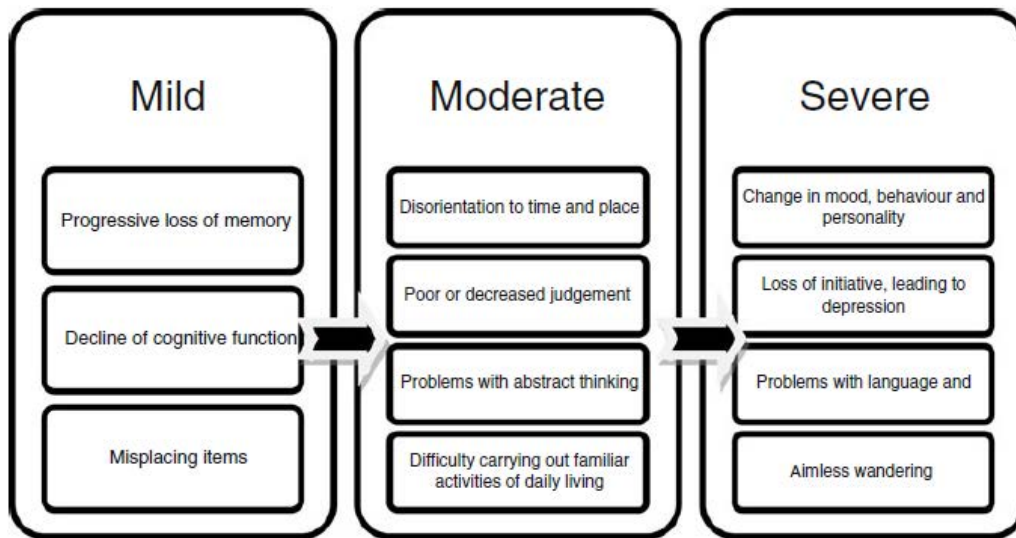 Mild
Progressive loss of memory
Decline of cognitive function
Misplacing items
Moderate
Disorientation to time and place
Poor or decreased judgement
Problems with abstract thinking
Difficulty carrying out familiar
activities of daily living
Severe
Change in mood, behaviour and
personality
Loss of initiative, leading to
depression
Problems with language and
Aimless wandering